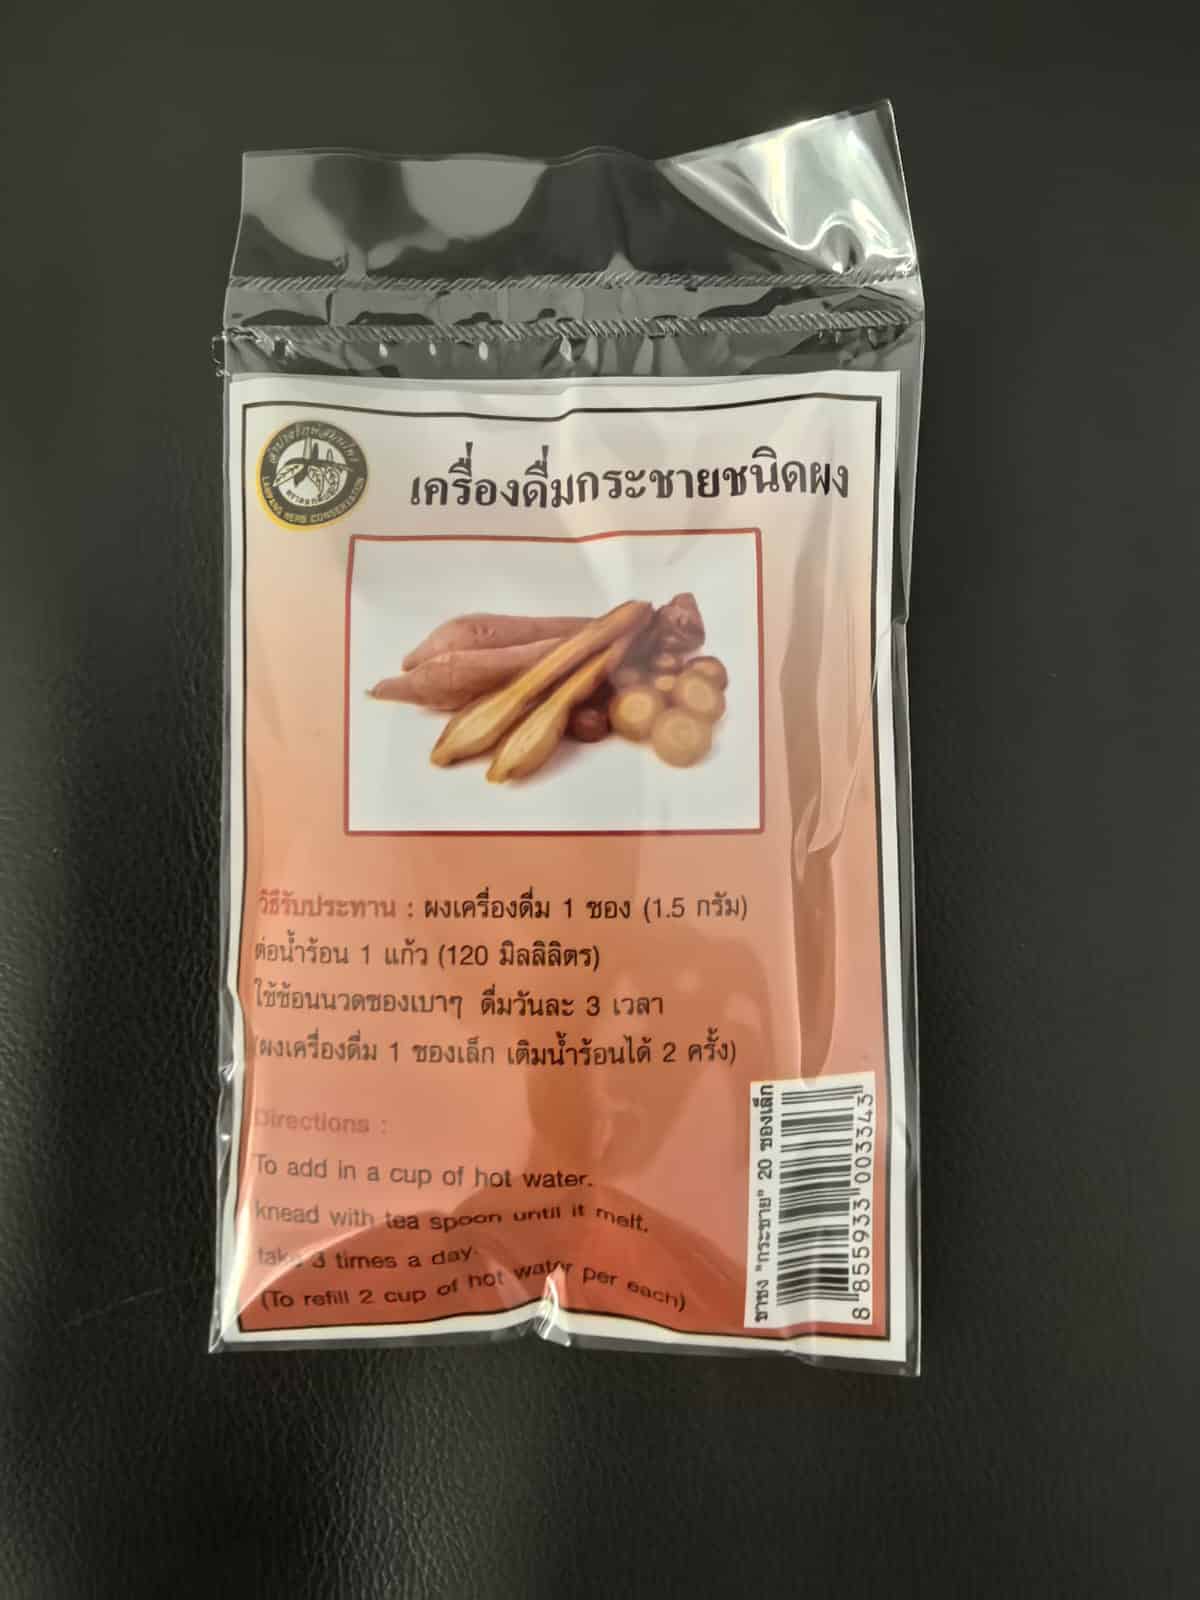 LAMPANG HERB CONSERVATION
เครื่องดื่มกระชายชนิดผง
วิธีรับประทาน : ผงเครื่องดื่ม 1 ซอง (1.5 กรัม)
ต่อน้ำร้อน 1 แก้ว (120 มิลลิลิตร)
ใช้ช้อนนวดซองเบาๆ ดื่มวันละ 3 เวลา
(ผงเครื่องดื่ม 1 ซองเล็ก เติมน้ำร้อนได้ 2 ครั้ง)
Directions :
To add in a cup of hot water.
knead with tea spoon until it melt.
take 3 times a day.
(To refill 2 cup of hot water per each)
ชาชง "กระชาย" 20 ซองเล็ก
8 855933 003343